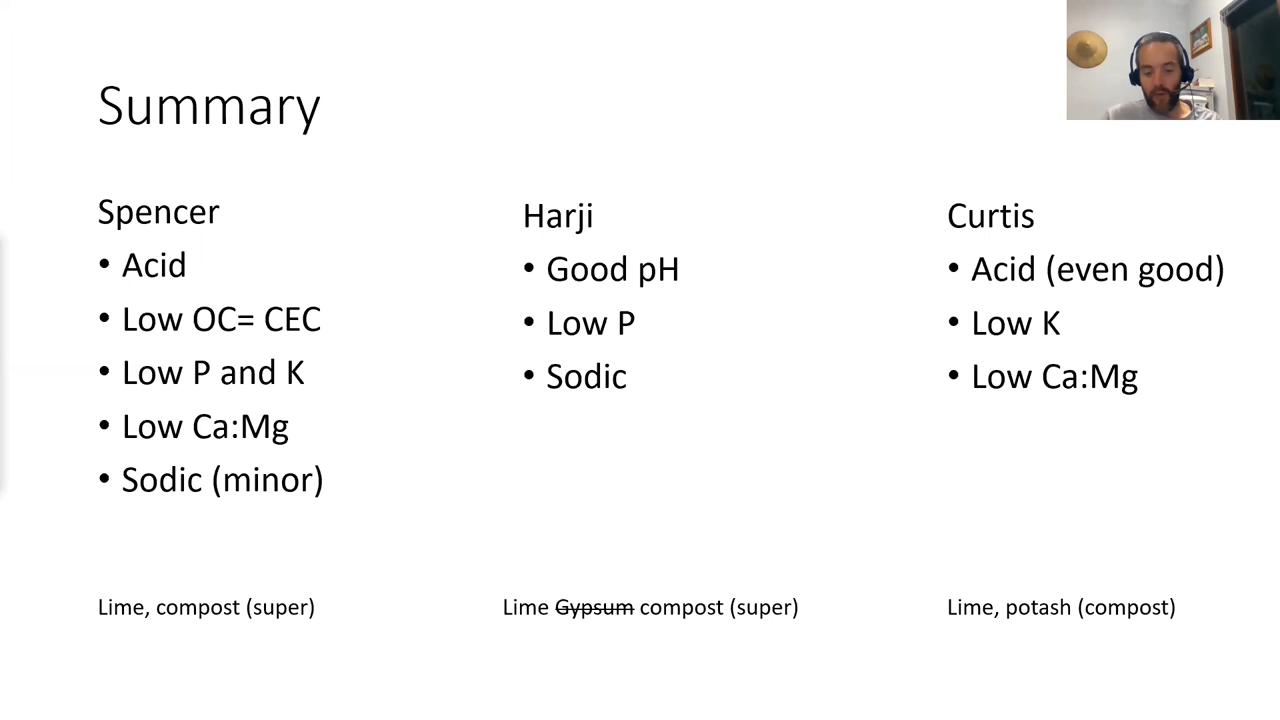 Summary
Spencer
• Acid
• Low OC= CEC
• Low P and K
• Low Ca:Mg
• Sodic (minor)
Lime, compost (super)
Harji
• Good pH
• Low P
• Sodic
Lime Gypsum compost (super)
Curtis
• Acid (even good)
• Low K
• Low Ca:Mg
Lime, potash (compost)